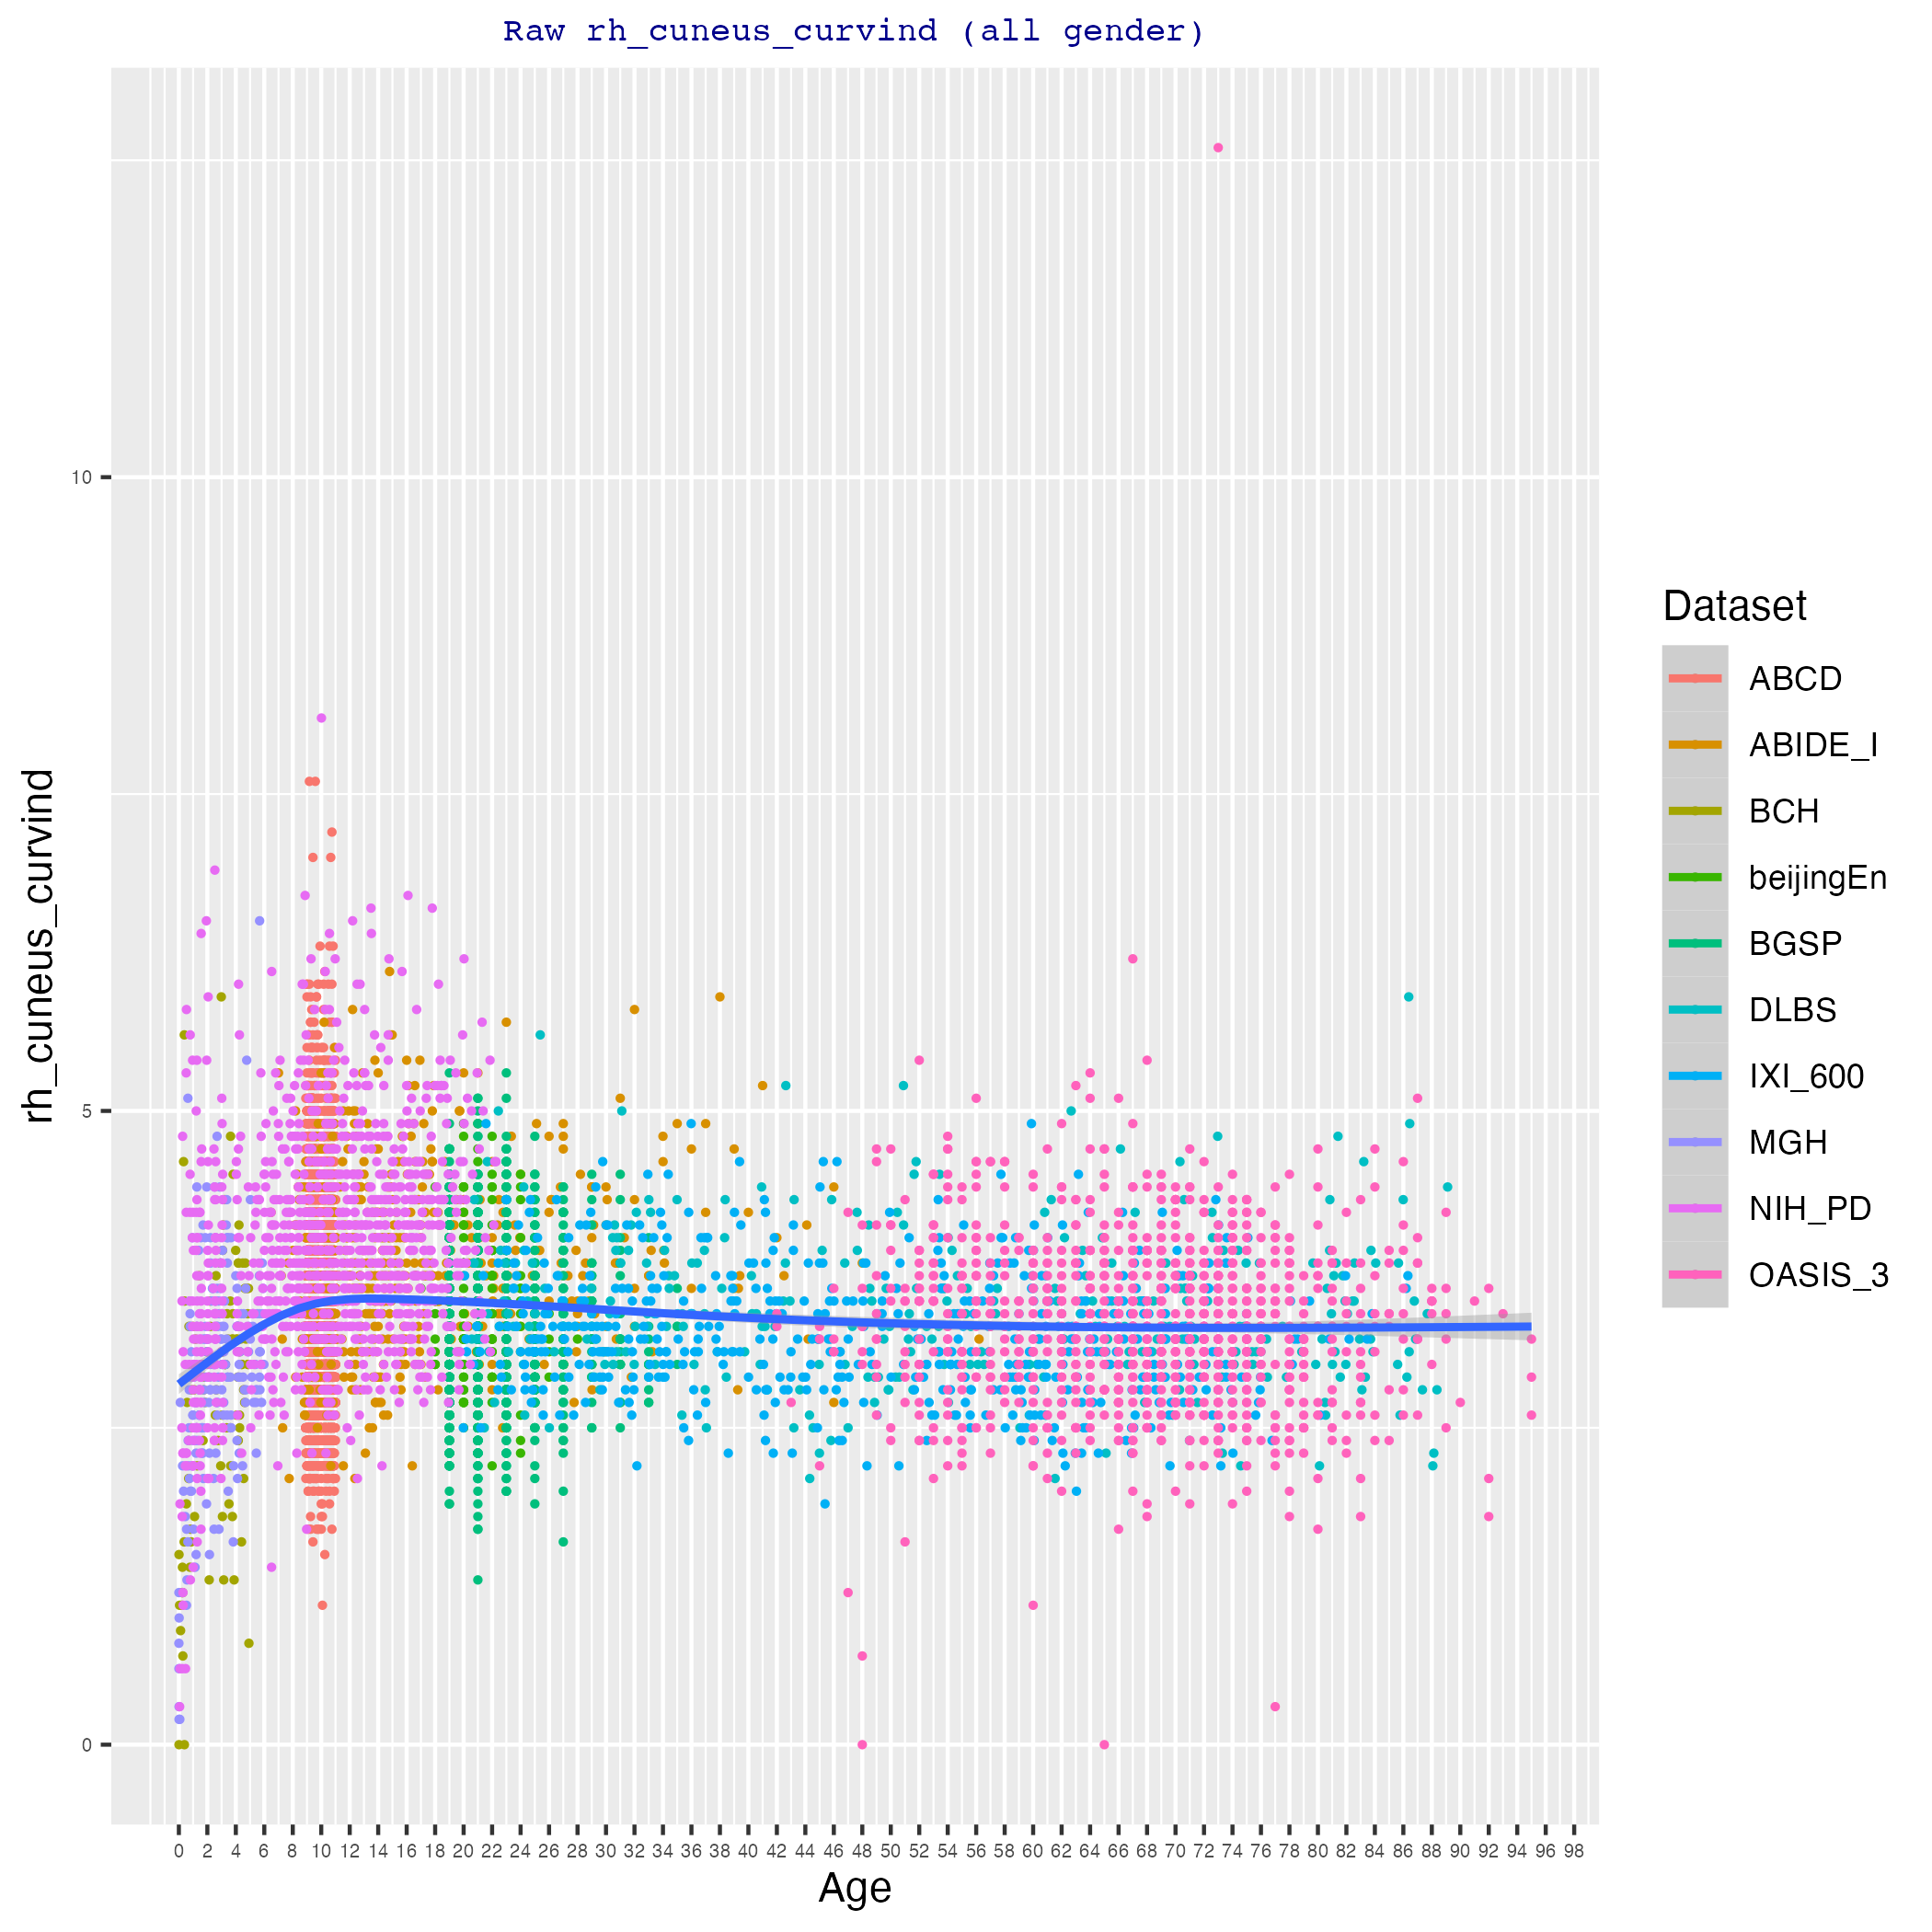 Raw rh_cuneus_curvind (all gender)
rh_cuneus_curvind
10
5
0
0 2 4 6 8 10 12 14 16 18 20 22 24 26 28 30 32 34 36 38 40 42 44 46 48 50 52 54 56 58 60 62 64 66 68 70 72 74 76 78 80 82 84 86 88 90 92 94 96 98
Age
Dataset
ABCD
ABIDE_I
BCH
beijingEn
BGSP
DLBS
IXI_600
MGH
NIH_PD
OASIS_3